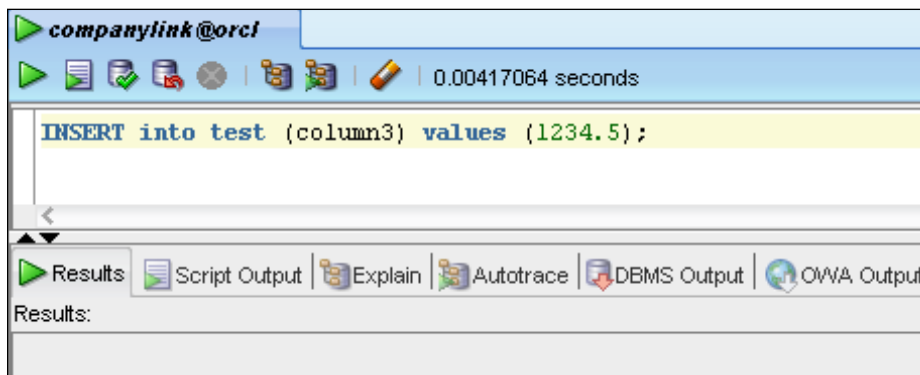 companylink@orcl
0.00417064 seconds
INSERT into test (column3) values (1234.5);
Results Script Output Explain Autotrace DBMS Output OWA Output
Results: